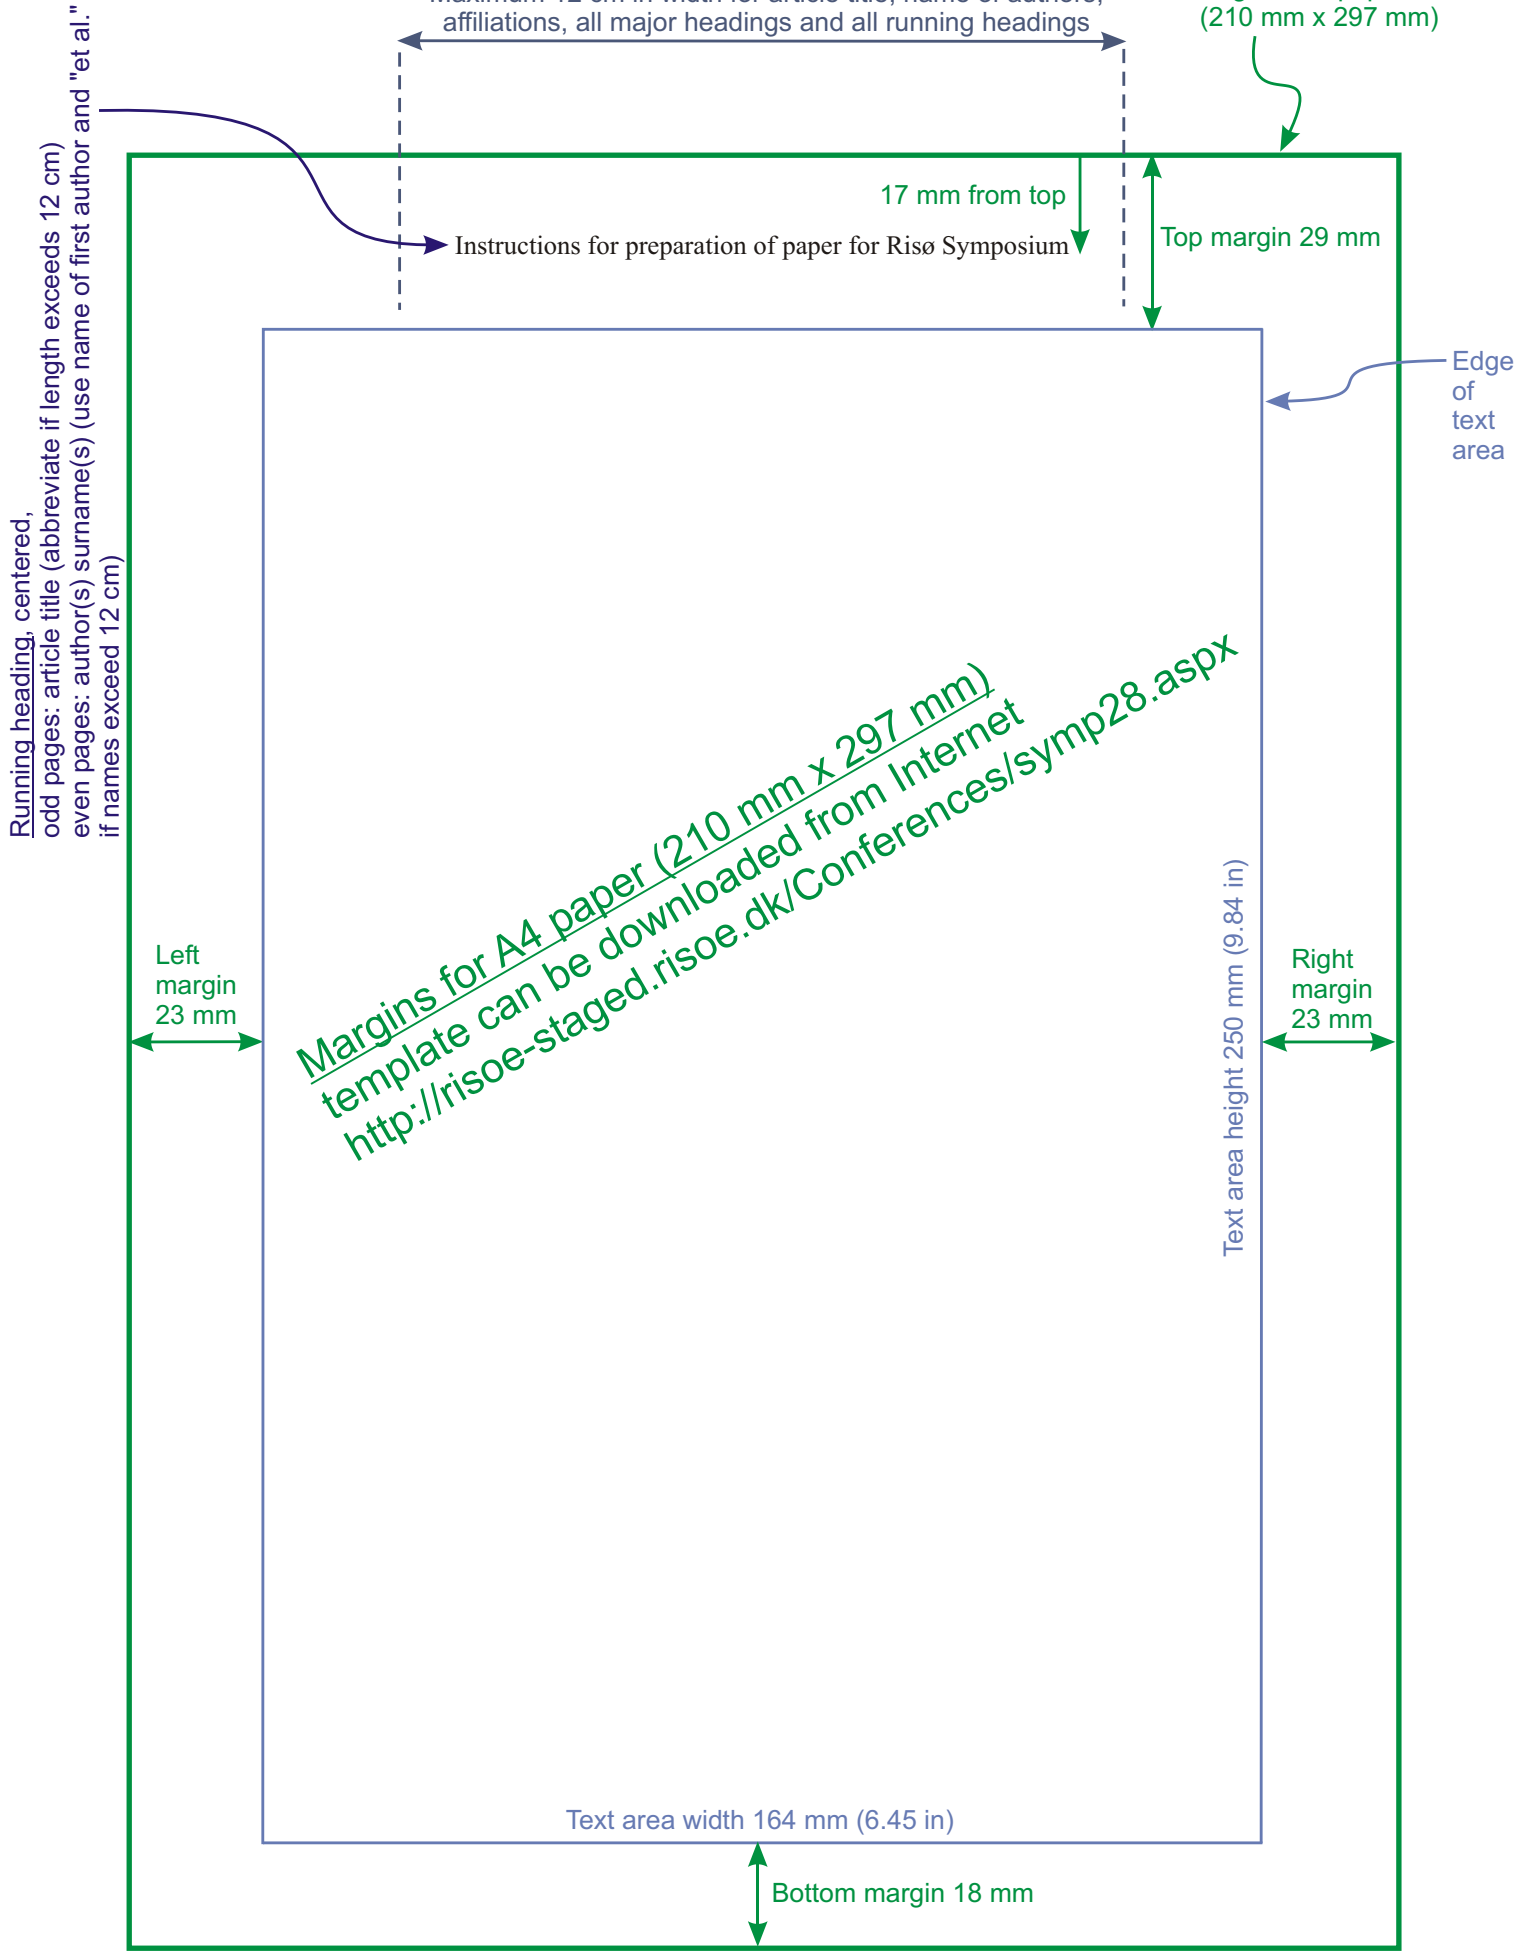 affiliations, all major headings and all running headings
(210 mm x 297 mm)
Running heading, centered,
odd pages: article title (abbreviate if length exceeds 12 cm)
even pages: author(s) surname(s) (use name of first author and "et al."
if names exceed 12 cm)
17 mm from top
Top margin 29 mm
Instructions for preparation of paper for Risø Symposium
Edge
of
text
area
Margins for A4 paper (210 mm x 297 mm)
template can be downloaded from Internet
http://risoe-staged.risoe.dk/Conferences/symp28.aspx
Left
margin
23 mm
Text area height 250 mm (9.84 in)
Right
margin
23 mm
Text area width 164 mm (6.45 in)
Bottom margin 18 mm